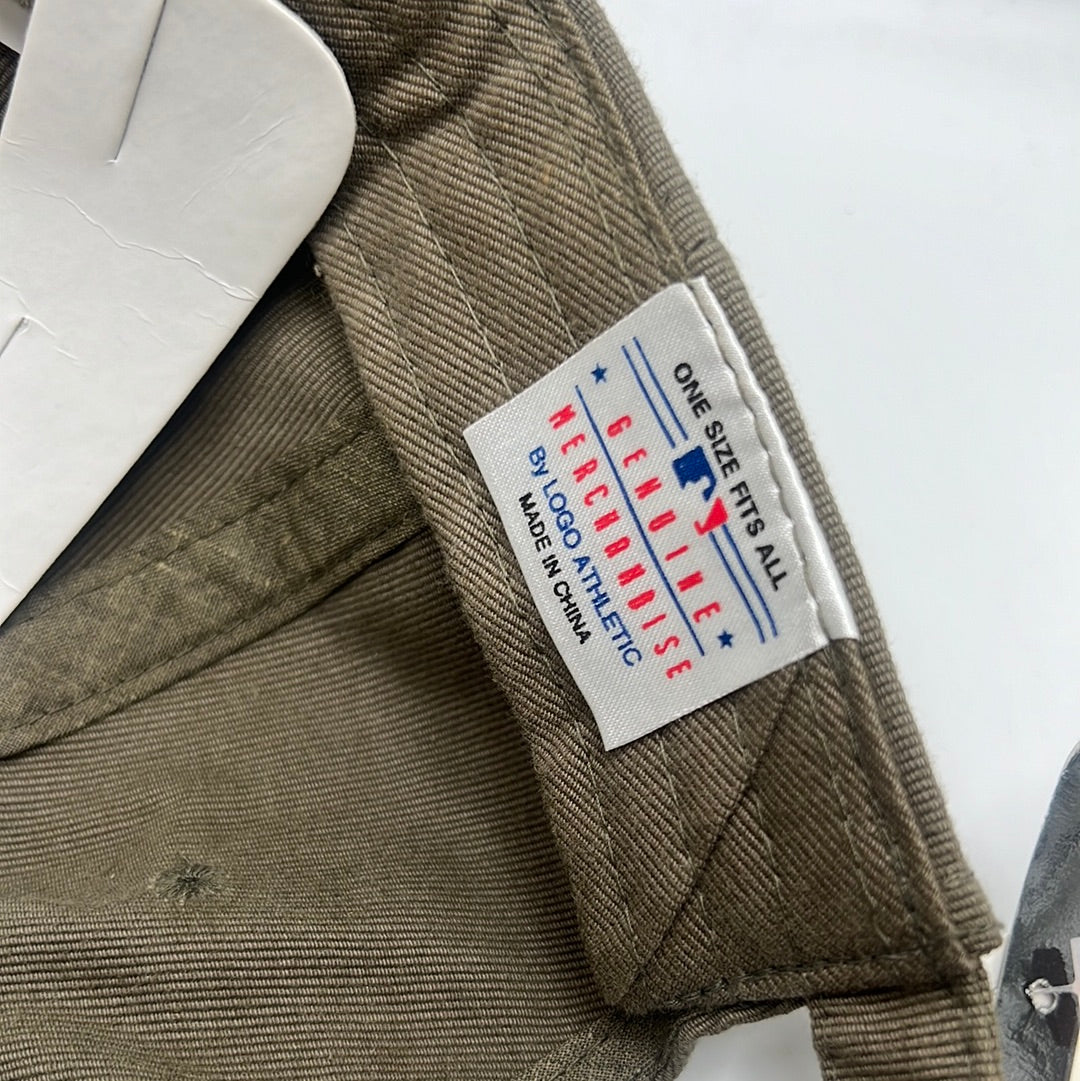 ONE SIZE FITS ALL
GENUINE
MERCHANDISE
By LOGO ATHLETIC
MADE IN CHINA